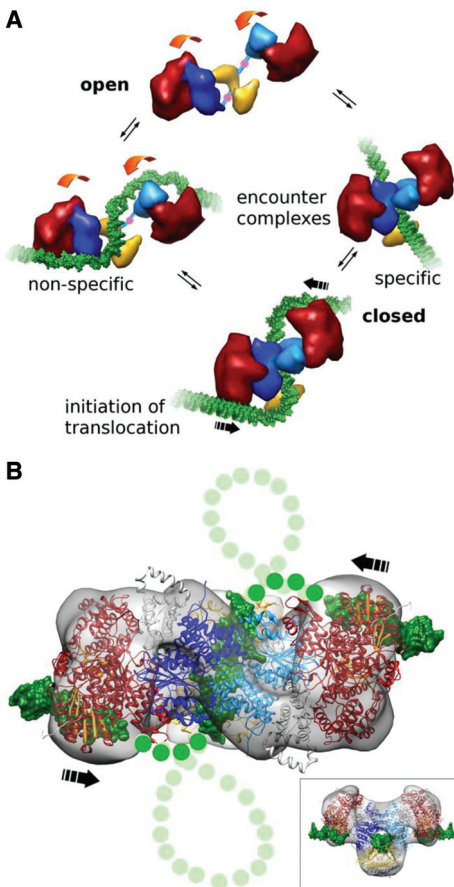 A
open
encounter
complexes
non-specific
specific
closed
initiation of
translocation
B